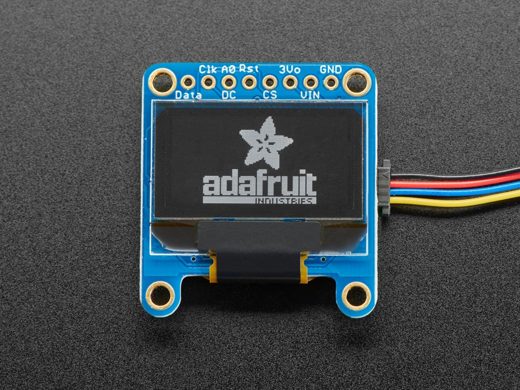 Clk A0 Rst 3Vo GND
Data DC CS VIN
adafruit
INDUSTRIES